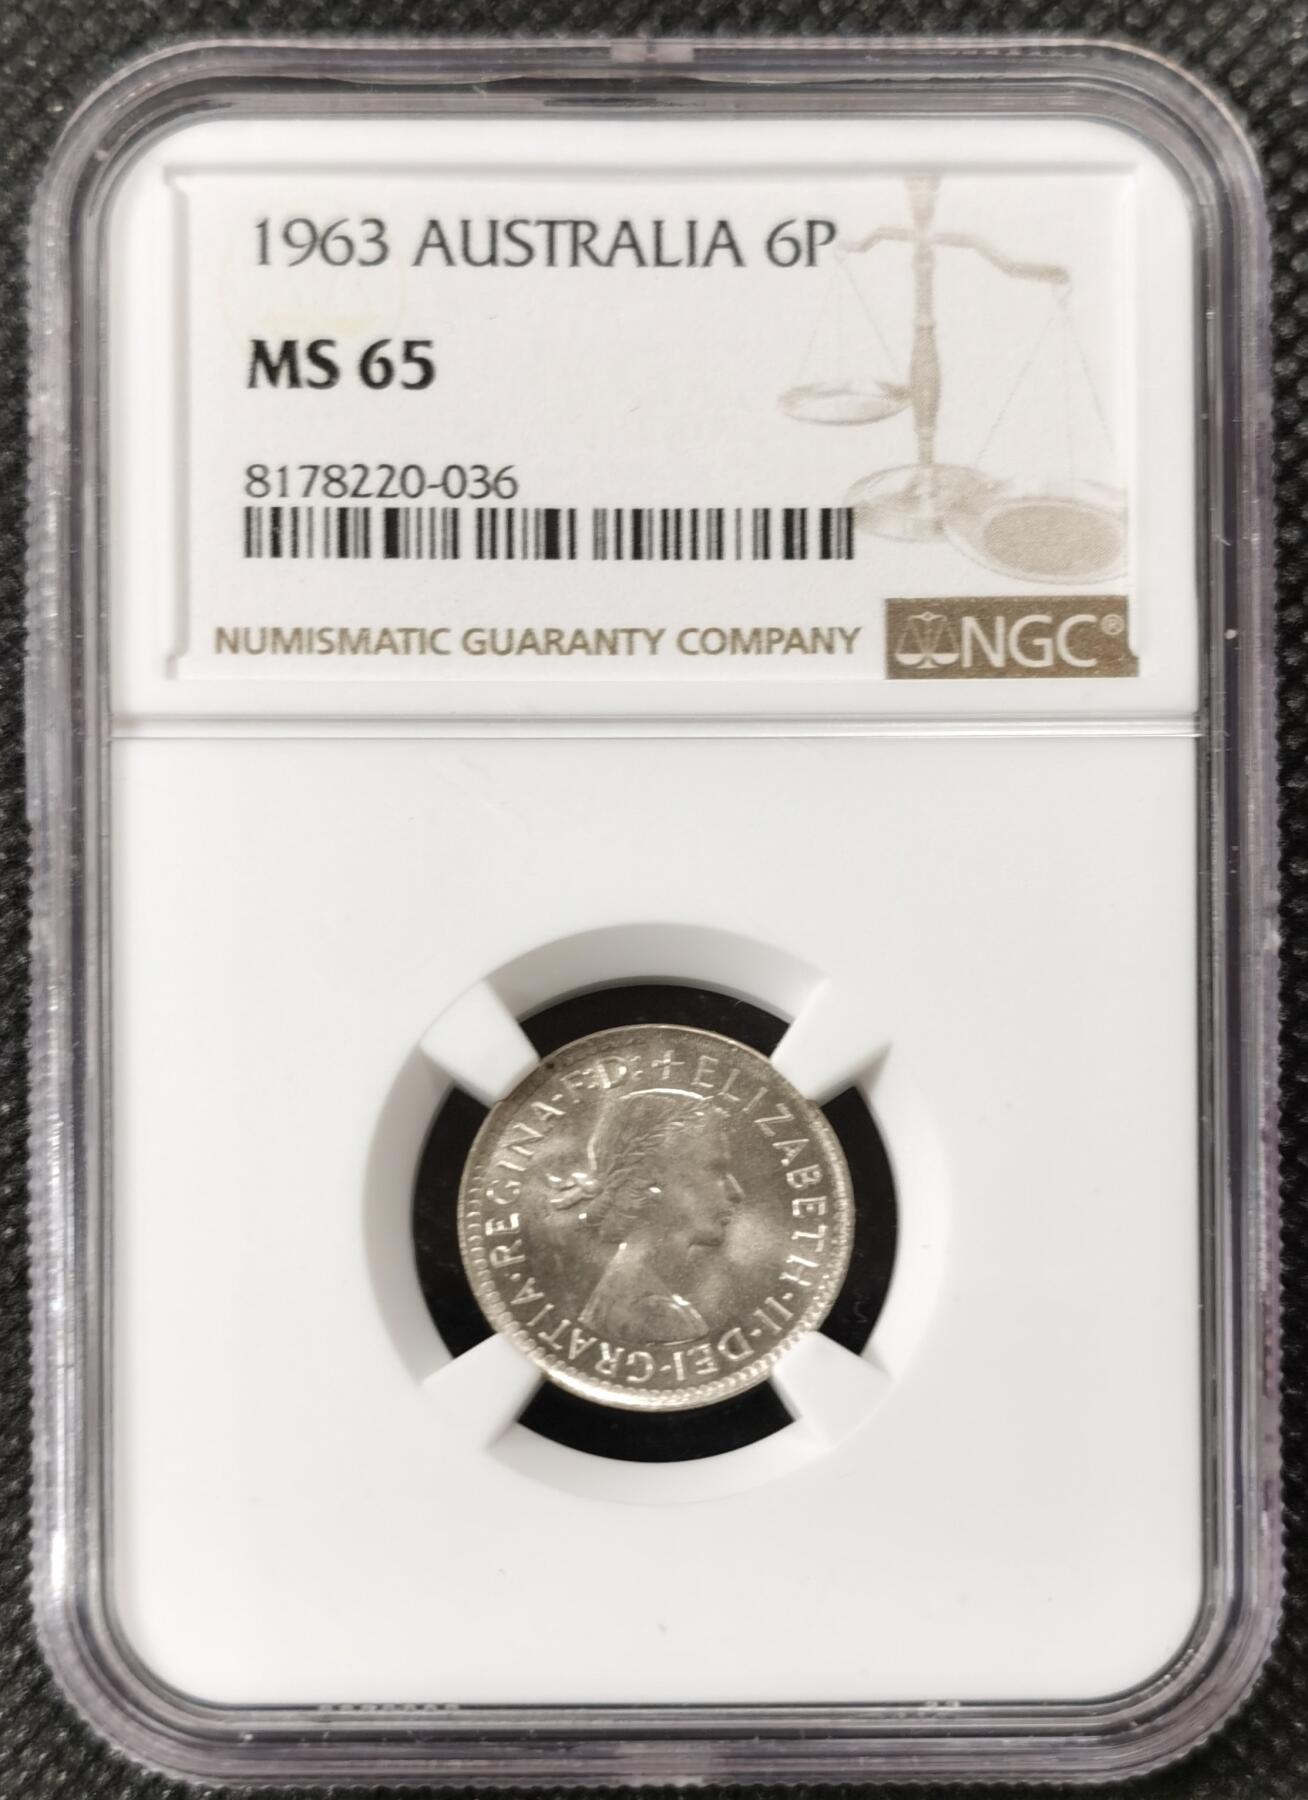 1963 AUSTRALIA 6P
MS 65
8178220-036
NUMISMATIC GUARANTY COMPANY
NGC®
+ ELIZABETH·II·DEI·GRATIA·REGINA·F:D: